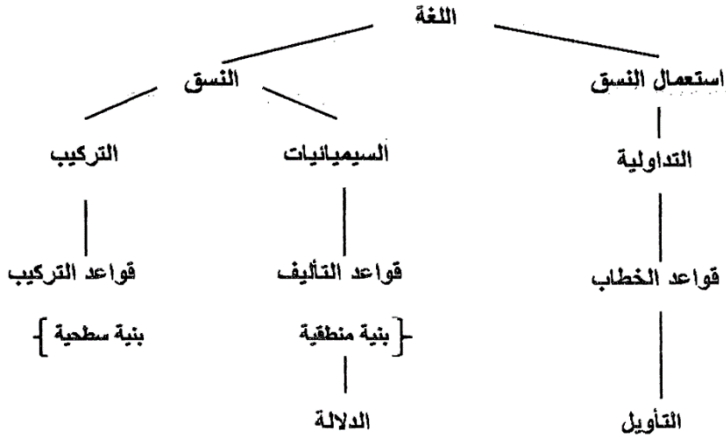 اللغة
استعمال النسق
النسق
التداولية
السيميائيات
التركيب
قواعد الخطاب
قواعد التأليف
قواعد التركيب
بنية منطقية
بنية سطحية
التأويل
الدلالة